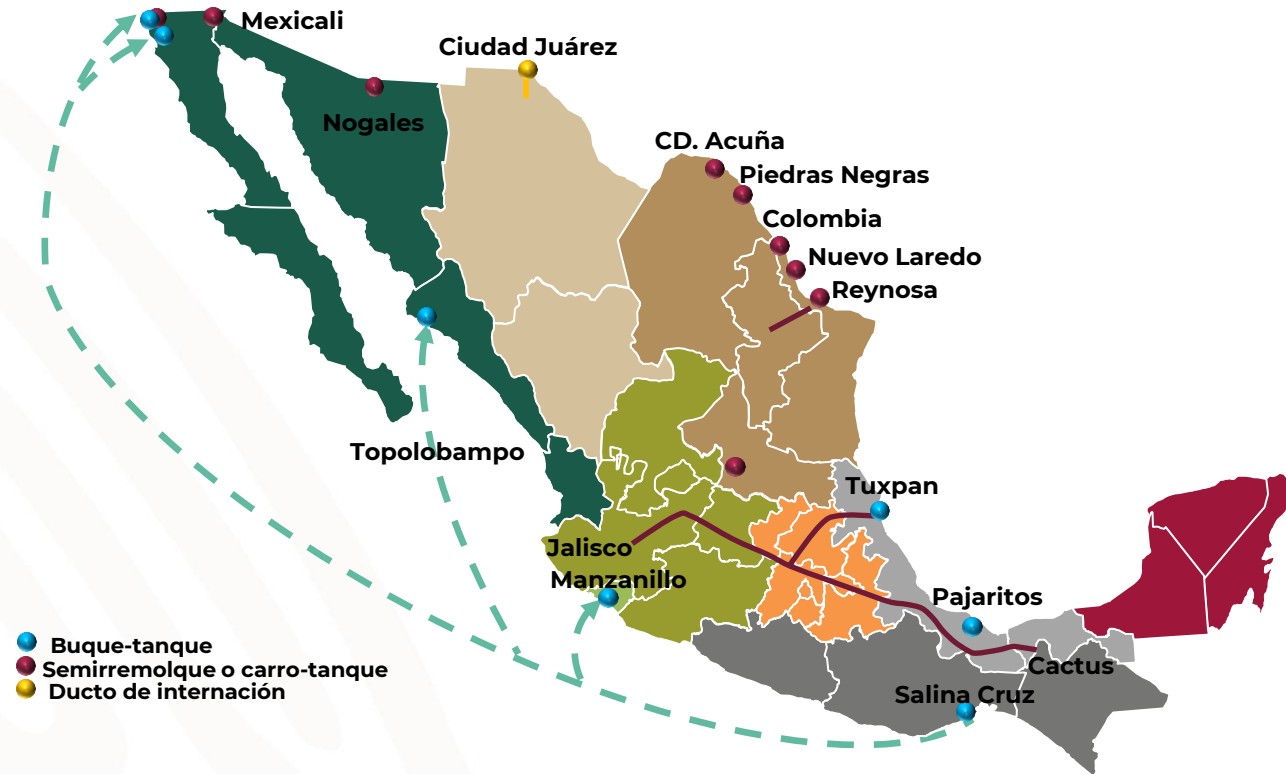 Mexicali
Ciudad Juárez
Nogales
CD. Acuña
Piedras Negras
Colombia
Nuevo Laredo
Reynosa
Topolobampo
Tuxpan
Jalisco
Manzanillo
Pajaritos
Cactus
Salina Cruz
Buque-tanque
Semirremolque o carro-tanque
Ducto de internación